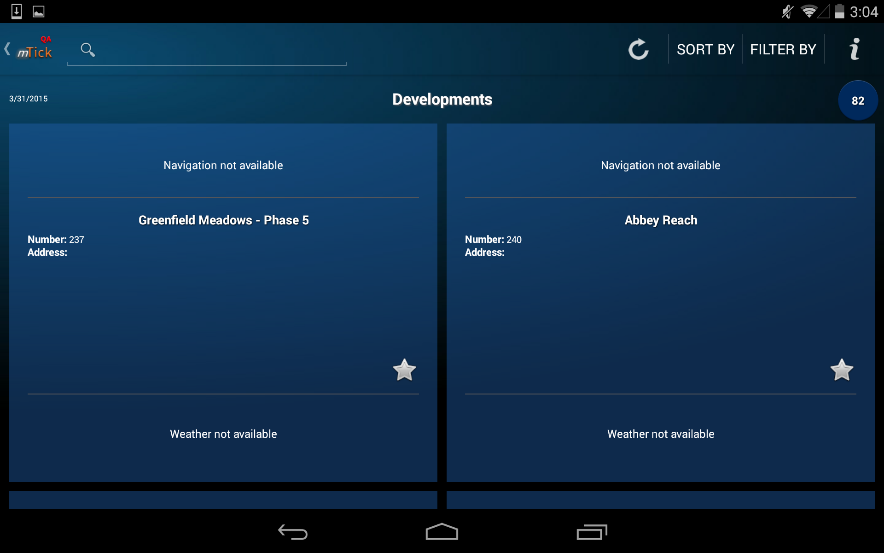 3:04
QA
mTick
SORT BY
FILTER BY
i
3/31/2015
Developments
82
Navigation not available
Greenfield Meadows - Phase 5
Number: 237
Address:
Weather not available
Navigation not available
Abbey Reach
Number: 240
Address:
Weather not available